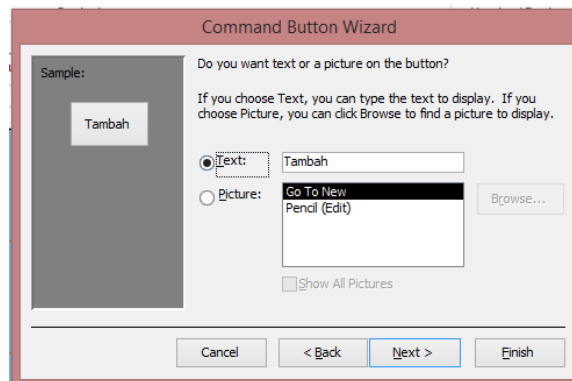 Command Button Wizard
Sample:
Tambah
Do you want text or a picture on the button?
If you choose Text, you can type the text to display. If you
choose Picture, you can click Browse to find a picture to display.
Text:
Tambah
Picture:
Go To New
Pencil (Edit)
Browse...
Show All Pictures
Cancel
< Back
Next >
Finish